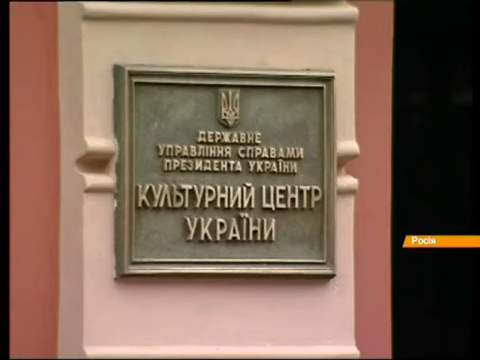 ДЕРЖАВНЕ
УПРАВЛІННЯ СПРАВАМИ
ПРЕЗИДЕНТА УКРАЇНИ
КУЛЬТУРНИЙ ЦЕНТР
УКРАЇНИ
Росія